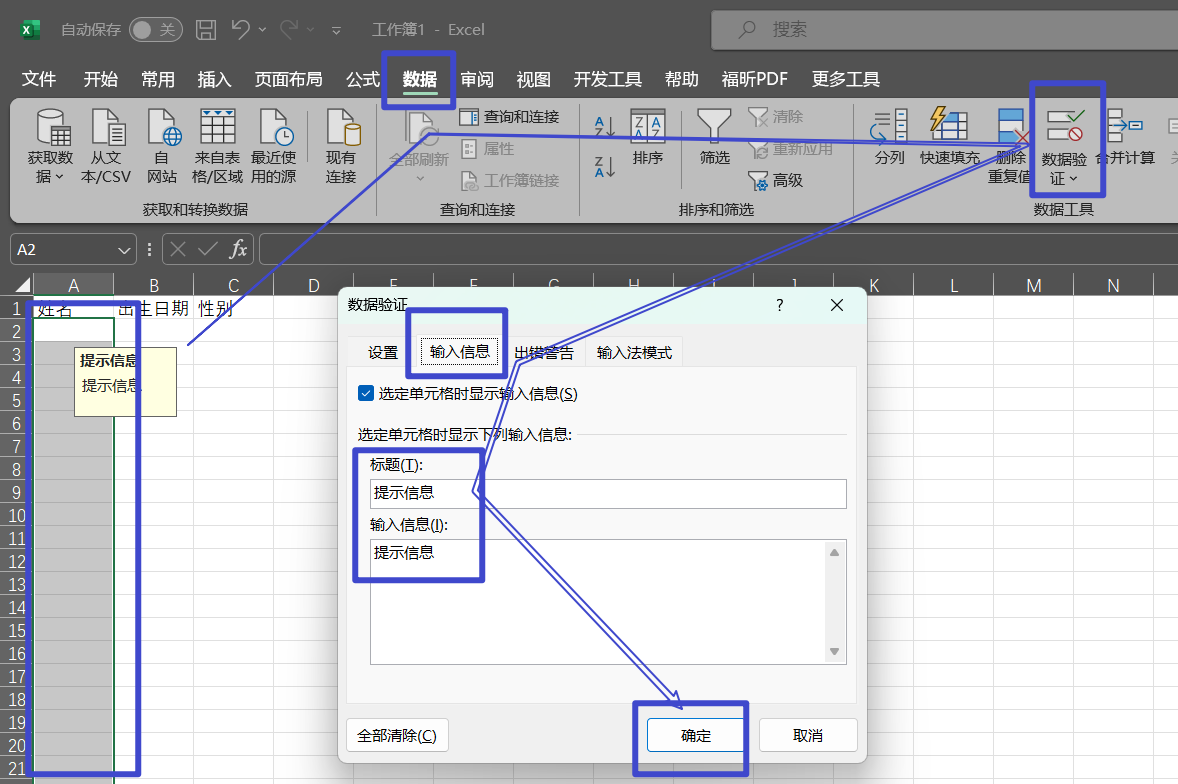 自动保存 关 工作簿1 - Excel 搜索
文件 开始 常用 插入 页面布局 公式 数据 审阅 视图 开发工具 帮助 福昕PDF 更多工具
获取数据 从文本/CSV 自网站 来自表格/区域 最近使用的源 现有连接 全部刷新 查询和连接 属性 工作簿链接 排序 筛选 清除 重新应用 高级 分列 快速填充 删除重复值 数据验证 合并计算
获取和转换数据 查询和连接 排序和筛选 数据工具
A2 fx
A B C D E F G H I J K L M N
1 姓名 出生日期 性别
2
3
4
5
6
7
8
9
10
11
12
13
14
15
16
17
18
19
20
21
提示信息
提示信息
数据验证 ?
设置 输入信息 出错警告 输入法模式
选定单元格时显示输入信息(S)
选定单元格时显示下列输入信息:
标题(T):
提示信息
输入信息(I):
提示信息
全部清除(C) 确定 取消